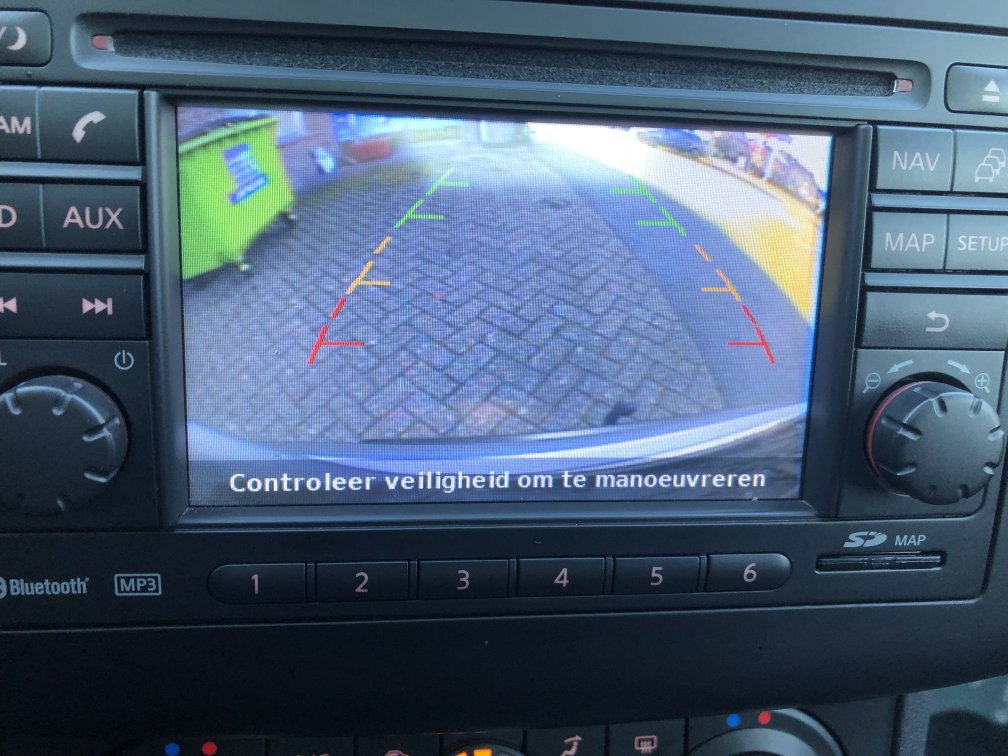 AM
AUX
D
L
NAV
MAP
SETUP
Controleer veiligheid om te manoeuvreren
SD MAP
Bluetooth
MP3
1 2 3 4 5 6